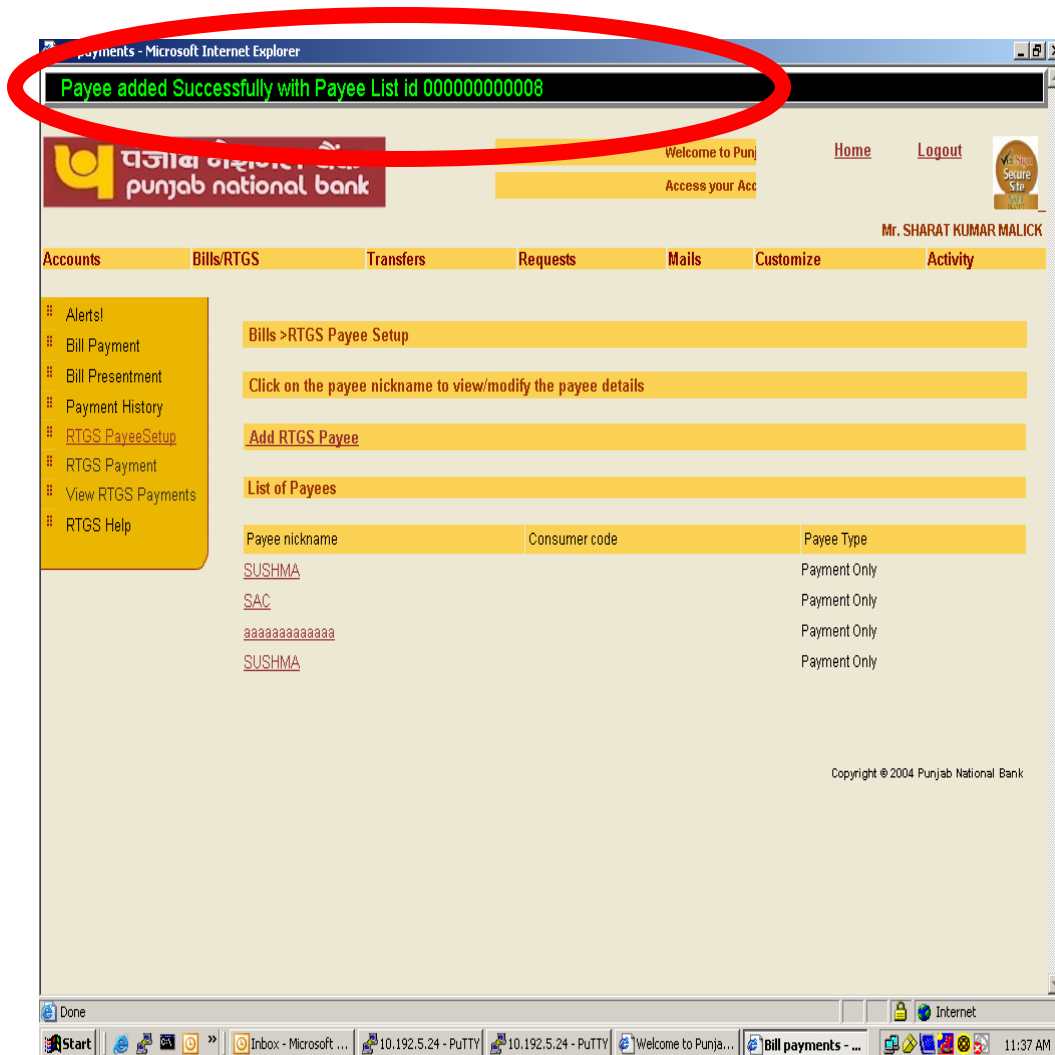 payments - Microsoft Internet Explorer
Payee added Successfully with Payee List id 000000000008
punjab national bank
Welcome to Punj
Access your Acc
Home Logout
Secure
Site
Mr. SHARAT KUMAR MALICK
Accounts Bills/RTGS Transfers Requests Mails Customize Activity
Alerts!
Bill Payment
Bill Presentment
Payment History
RTGS PayeeSetup
RTGS Payment
View RTGS Payments
RTGS Help
Bills >RTGS Payee Setup
Click on the payee nickname to view/modify the payee details
Add RTGS Payee
List of Payees
Payee nickname Consumer code Payee Type
SUSHMA Payment Only
SAC Payment Only
aaaaaaaaaaaaa Payment Only
SUSHMA Payment Only
Copyright © 2004 Punjab National Bank
Done Internet
Start » Inbox - Microsoft ... 10.192.5.24 - PuTTY 10.192.5.24 - PuTTY Welcome to Punja... Bill payments - ... 11:37 AM